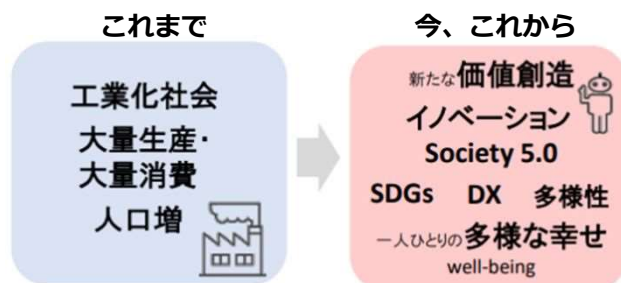 これまで
工業化社会
大量生産・
大量消費
人口増
今、これから
新たな価値創造
イノベーション
Society 5.0
SDGs DX 多様性
一人ひとりの多様な幸せ
well-being